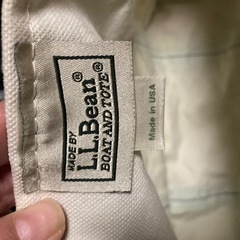 MADE BY
L.L.Bean®
BOAT AND TOTE®
Made in USA